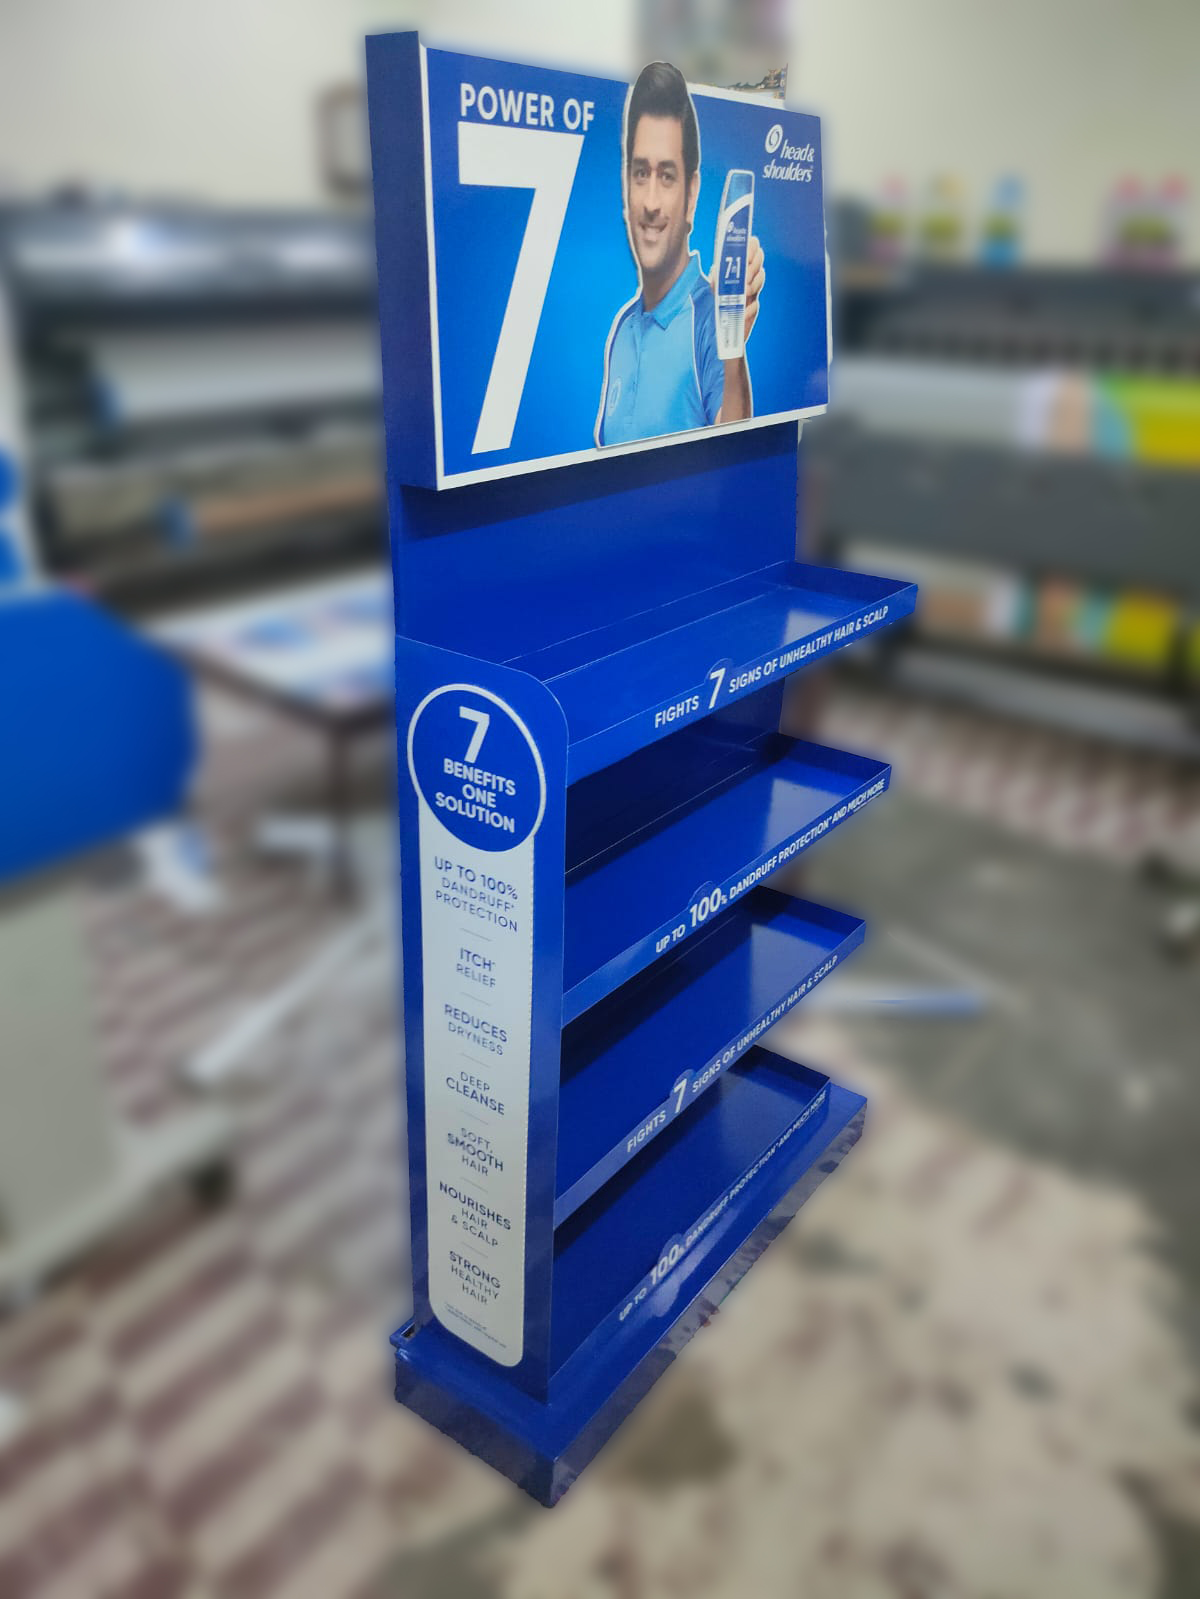 POWER OF
7
head&
shoulders
head&
shoulders
7in1
FIGHTS 7 SIGNS OF UNHEALTHY HAIR & SCALP
UP TO 100% DANDRUFF PROTECTION* AND MUCH MORE
FIGHTS 7 SIGNS OF UNHEALTHY HAIR & SCALP
UP TO 100% DANDRUFF PROTECTION* AND MUCH MORE
7
BENEFITS
ONE
SOLUTION
UP TO 100%
DANDRUFF*
PROTECTION
ITCH*
RELIEF
REDUCES
DRYNESS
DEEP
CLEANSE
SOFT,
SMOOTH
HAIR
NOURISHES
HAIR
& SCALP
STRONG
HEALTHY
HAIR